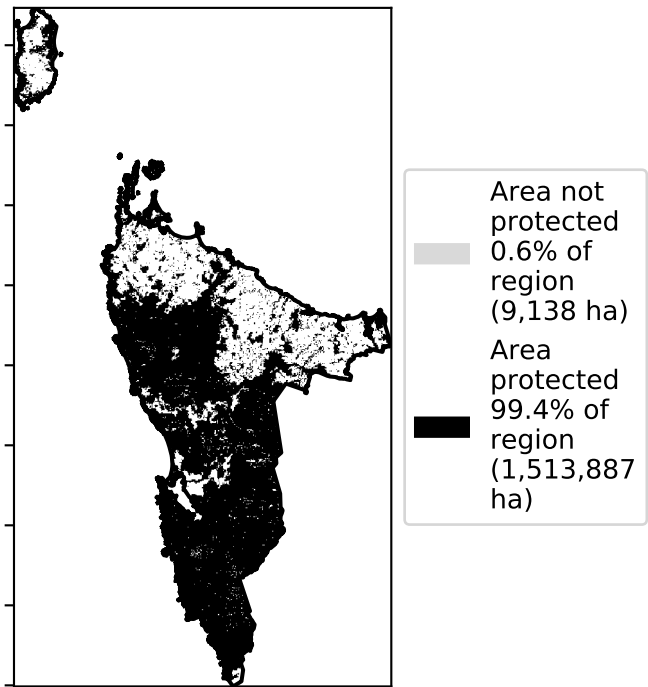 Area not
protected
0.6% of
region
(9,138 ha)
Area
protected
99.4% of
region
(1,513,887
ha)